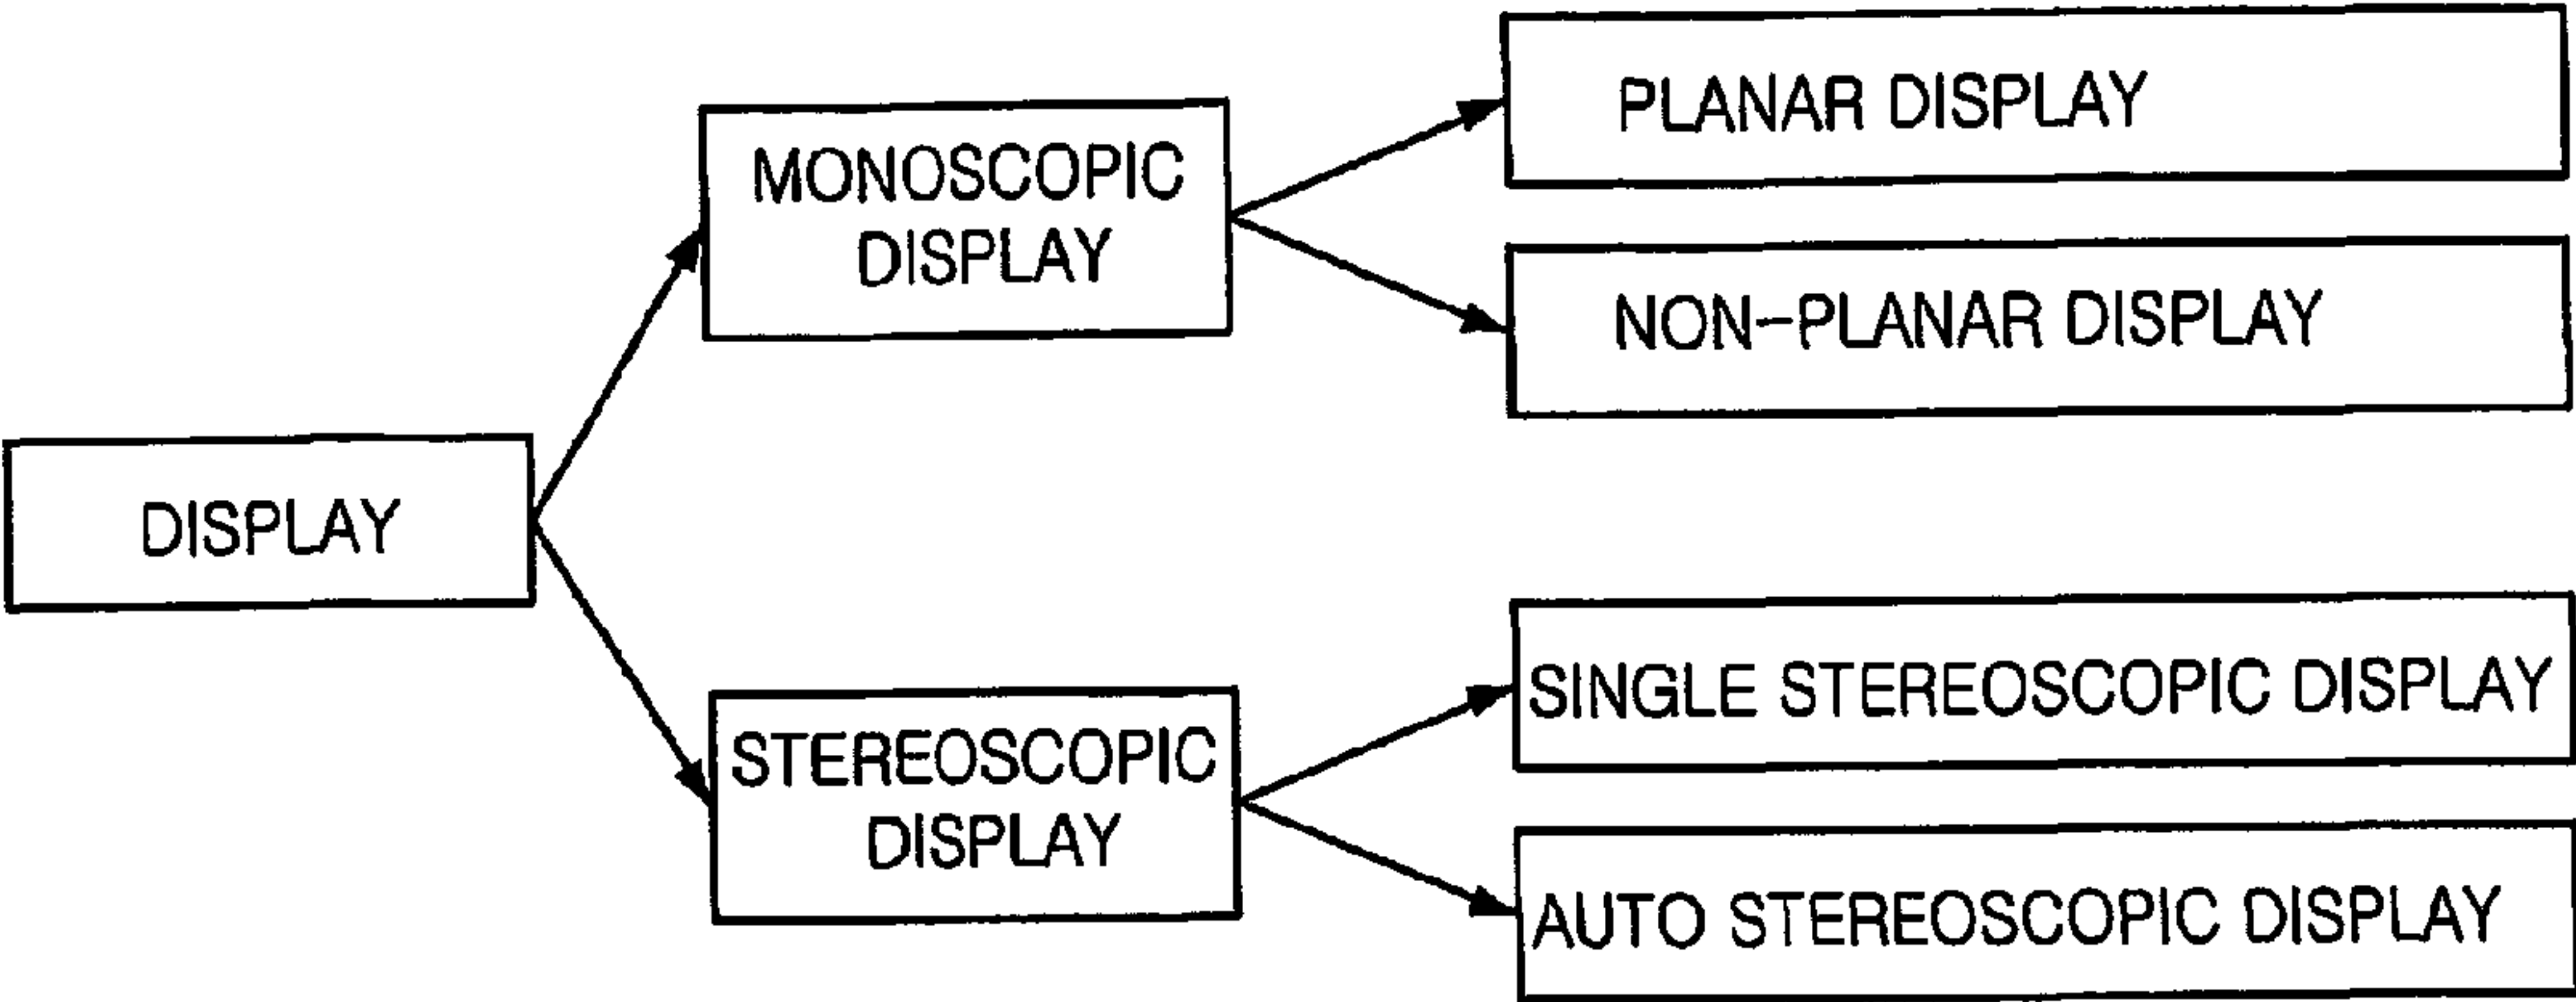 DISPLAY
MONOSCOPIC
DISPLAY
PLANAR DISPLAY
NON-PLANAR DISPLAY
STEREOSCOPIC
DISPLAY
SINGLE STEREOSCOPIC DISPLAY
AUTO STEREOSCOPIC DISPLAY